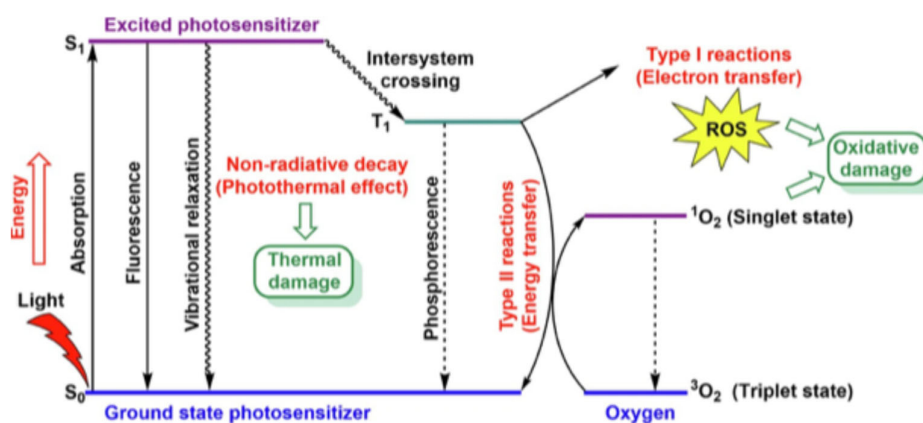 Excited photosensitizer
S1
Intersystem
crossing
T1
Type I reactions
(Electron transfer)
ROS
Oxidative
damage
Energy
Absorption
Fluorescence
Vibrational relaxation
Non-radiative decay
(Photothermal effect)
Thermal
damage
Phosphorescence
Type II reactions
(Energy transfer)
¹O₂ (Singlet state)
Light
S0
Ground state photosensitizer
Oxygen
³O₂ (Triplet state)